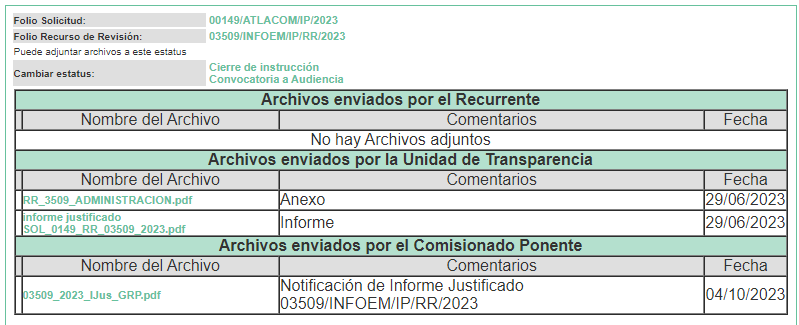 Folio Solicitud: 00149/ATLACOM/IP/2023
Folio Recurso de Revisión: 03509/INFOEM/IP/RR/2023
Puede adjuntar archivos a este estatus
Cambiar estatus: Cierre de instrucción
Convocatoria a Audiencia
Archivos enviados por el Recurrente
Nombre del Archivo Comentarios Fecha
No hay Archivos adjuntos
Archivos enviados por la Unidad de Transparencia
Nombre del Archivo Comentarios Fecha
RR_3509_ADMINISTRACION.pdf Anexo 29/06/2023
informe justificado
SOL_0149_RR_03509_2023.pdf Informe 29/06/2023
Archivos enviados por el Comisionado Ponente
Nombre del Archivo Comentarios Fecha
03509_2023_IJus_GRP.pdf Notificación de Informe Justificado 04/10/2023
03509/INFOEM/IP/RR/2023